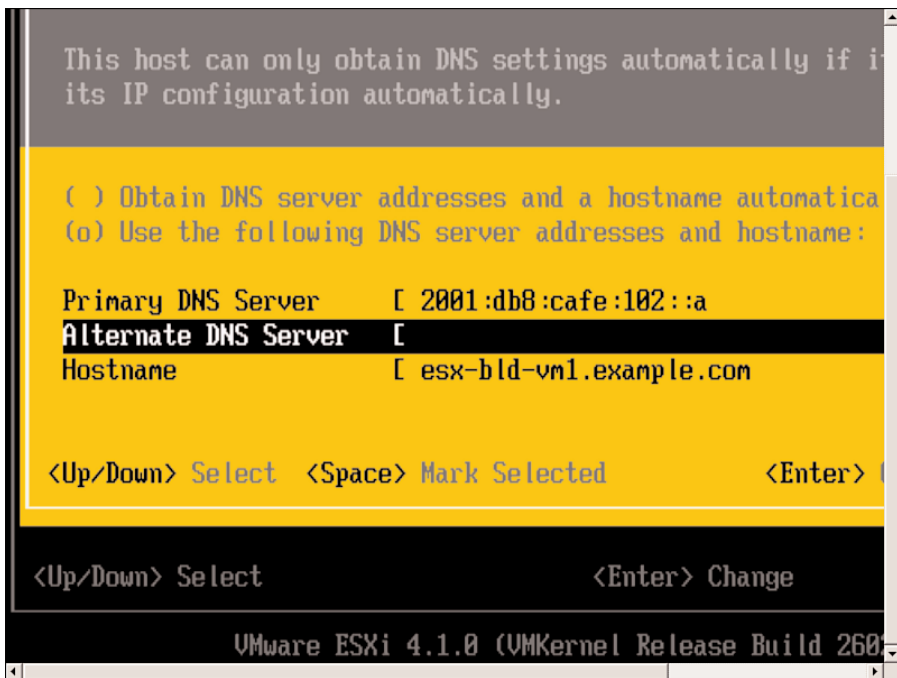 This host can only obtain DNS settings automatically if
its IP configuration automatically.
( ) Obtain DNS server addresses and a hostname
(o) Use the following DNS server addresses and hostname:
Primary DNS Server [ 2001:db8:cafe:102::a
Alternate DNS Server [
Hostname [ esx-bld-vm1.example.com
<Up/Down> Select <Space> Mark Selected <Enter>
<Up/Down> Select <Enter> Change
VMware ESXi 4.1.0 (VMKernel Release Build